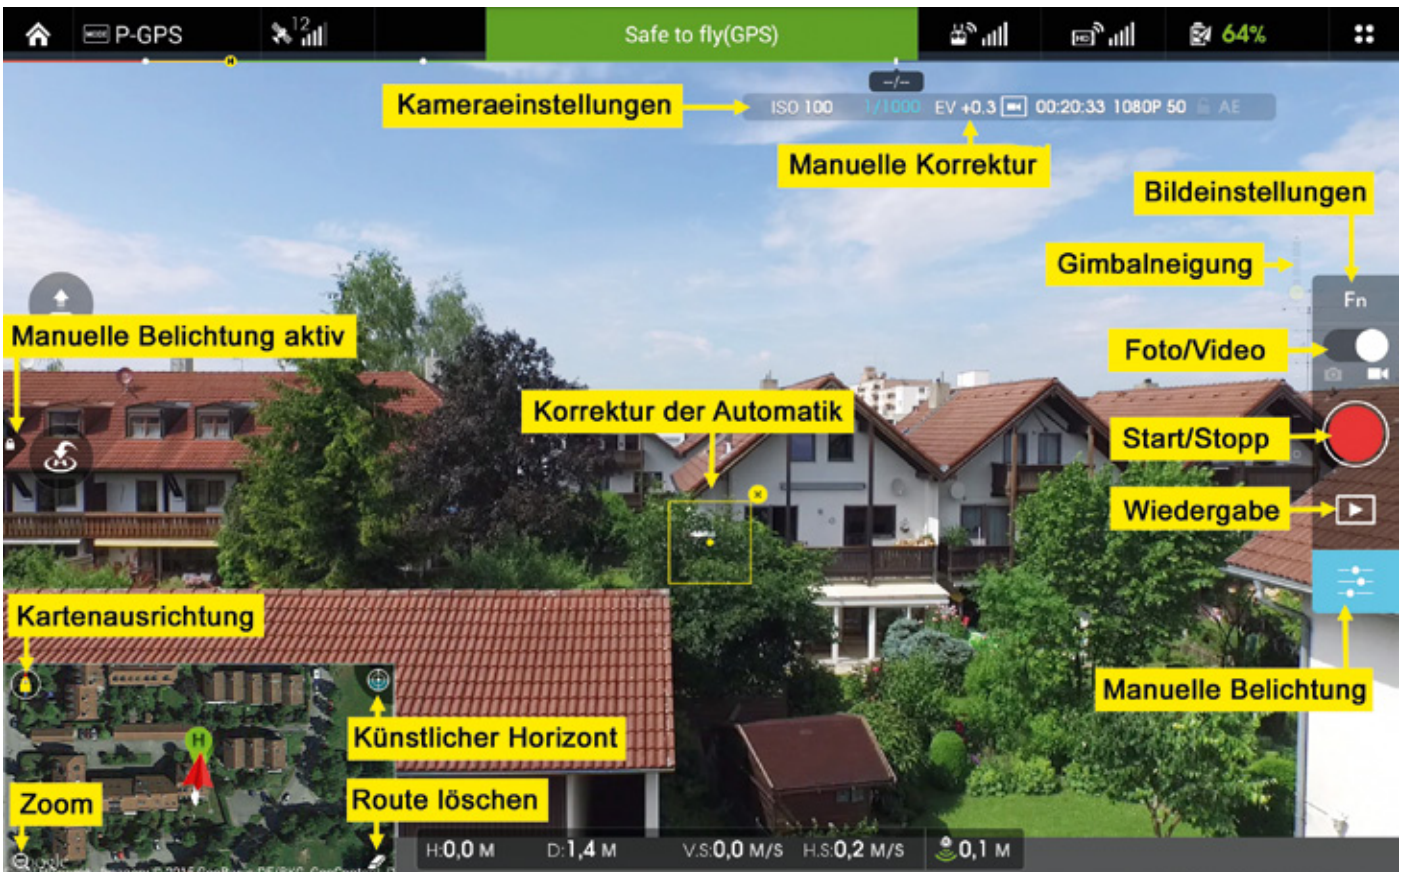 MODE P-GPS
12
Safe to fly(GPS)
HD
64%
H
--/--
Kameraeinstellungen
ISO 100 1/1000 EV +0.3 00:20:33 1080P 50 AE
Manuelle Korrektur
Bildeinstellungen
Gimbalneigung
Fn
Manuelle Belichtung aktiv
Foto/Video
Korrektur der Automatik
Start/Stopp
Wiedergabe
Kartenausrichtung
Manuelle Belichtung
H
Künstlicher Horizont
Zoom
Route löschen
H:0,0 M D:1,4 M V.S:0,0 M/S H.S:0,2 M/S 0,1 M